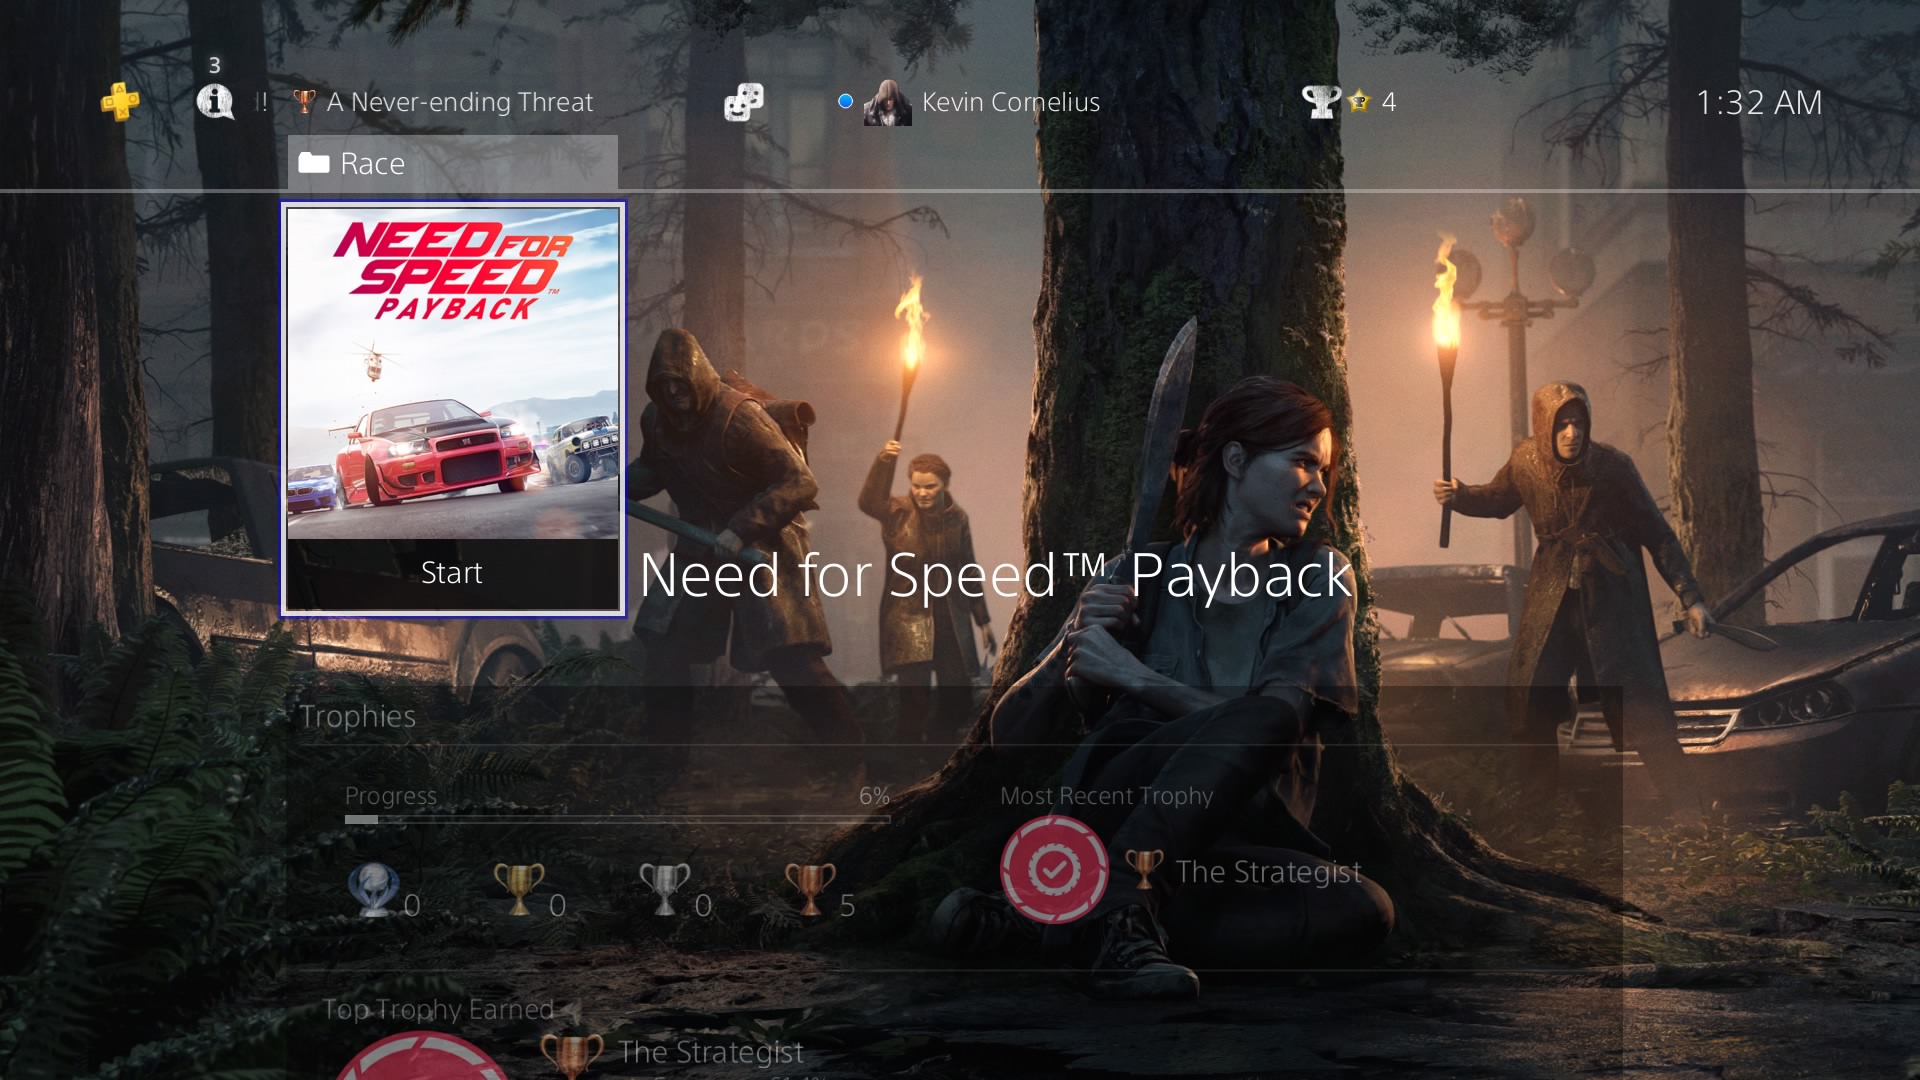 3
!! A Never-ending Threat
Kevin Cornelius
4
1:32 AM
Race
NEED FOR
SPEED™
PAYBACK
Start
Need for Speed™ Payback
Trophies
Progress
6%
Most Recent Trophy
0
0
0
5
The Strategist
Top Trophy Earned
The Strategist